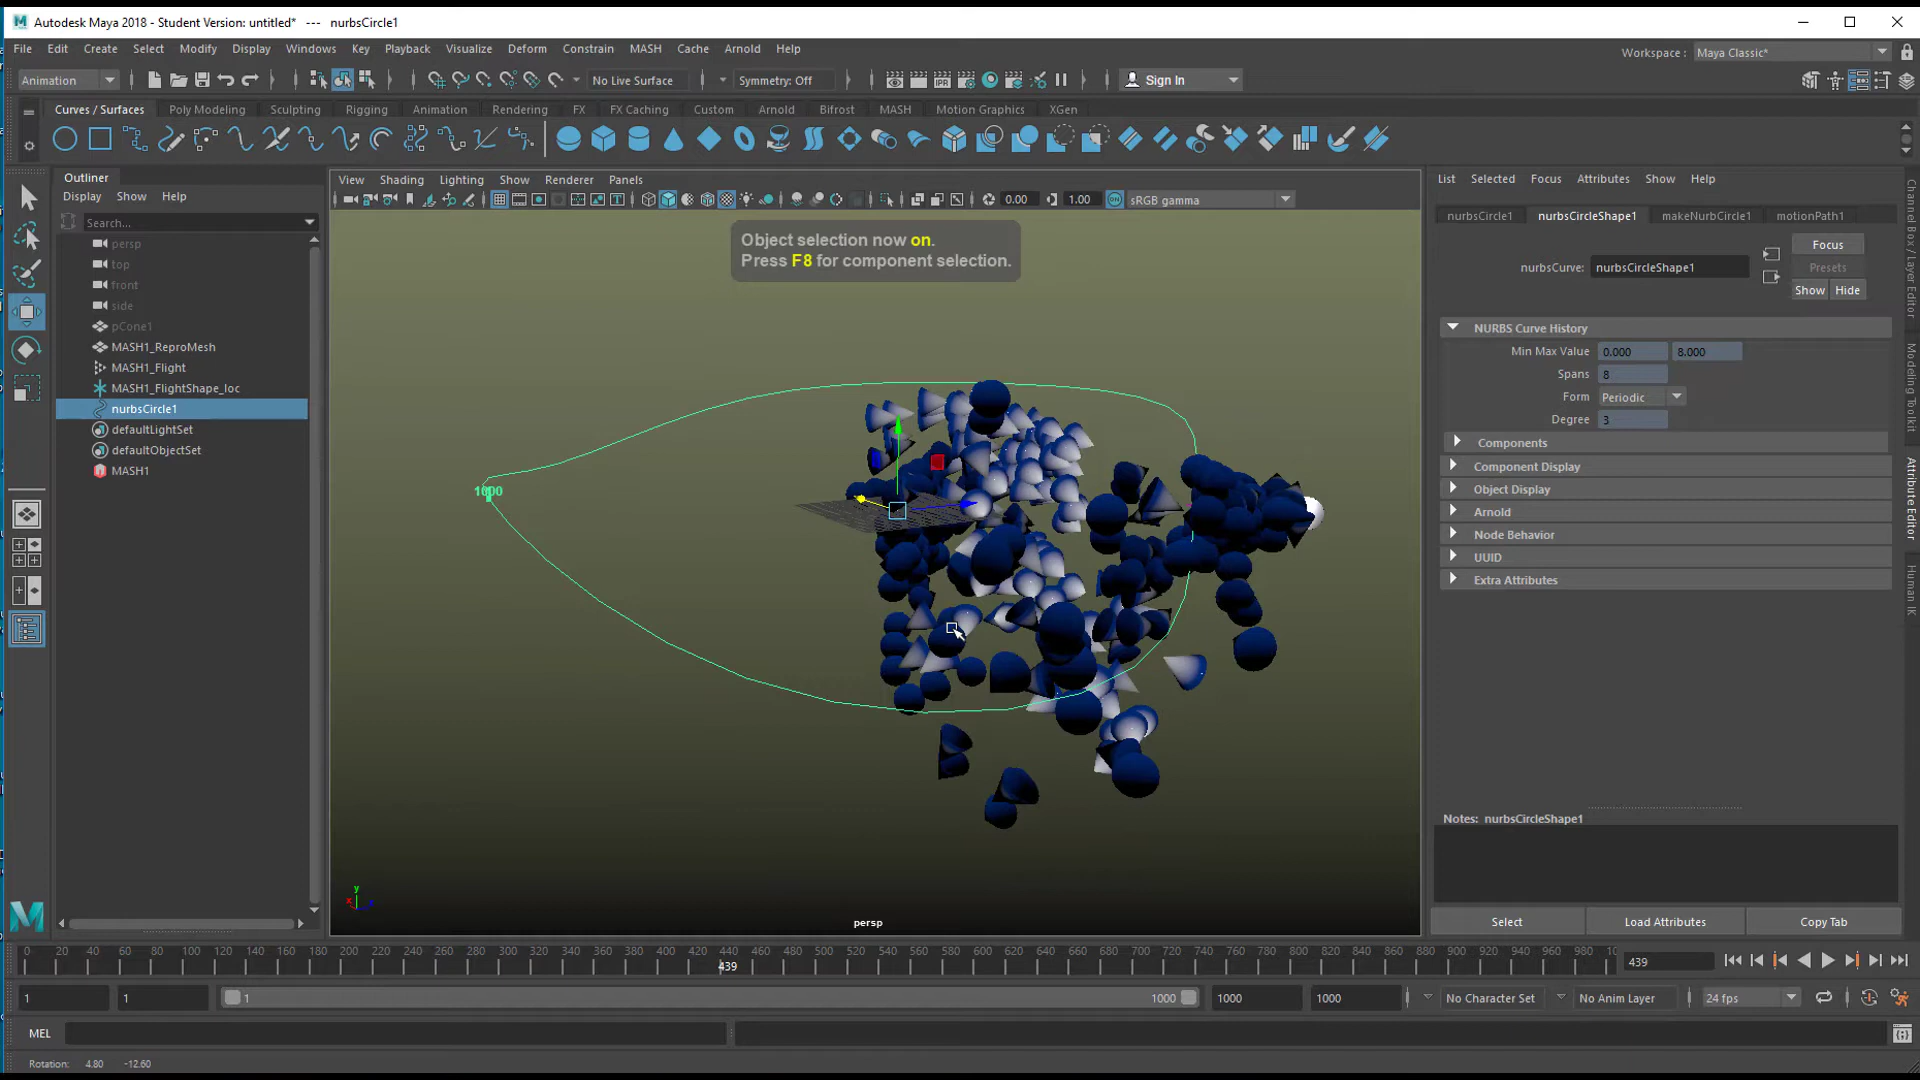 Autodesk Maya 2018 - Student Version: untitled* --- nurbsCircle1
File Edit Create Select Modify Display Windows Key Playback Visualize Deform Constrain MASH Cache Arnold Help
Workspace : Maya Classic*
Animation No Live Surface Symmetry: Off Sign In
Curves / Surfaces Poly Modeling Sculpting Rigging Animation Rendering FX FX Caching Custom Arnold Bifrost MASH Motion Graphics XGen
Outliner
Display Show Help
Search...
persp
top
front
side
pCone1
MASH1_ReproMesh
MASH1_Flight
MASH1_FlightShape_loc
nurbsCircle1
defaultLightSet
defaultObjectSet
MASH1
View Shading Lighting Show Renderer Panels
0.00 1.00 ON sRGB gamma
Object selection now on.
Press F8 for component selection.
1000
y
x
persp
List Selected Focus Attributes Show Help
nurbsCircle1 nurbsCircleShape1 makeNurbCircle1 motionPath1
Focus
nurbsCurve: nurbsCircleShape1
Presets
Show Hide
NURBS Curve History
Min Max Value 0.000 8.000
Spans 8
Form Periodic
Degree 3
Components
Component Display
Object Display
Arnold
Node Behavior
UUID
Extra Attributes
Notes: nurbsCircleShape1
Select Load Attributes Copy Tab
Channel Box / Layer Editor
Modeling Toolkit
Attribute Editor
Human IK
0 20 40 60 80 100 120 140 160 180 200 220 240 260 280 300 320 340 360 380 400 420 440 460 480 500 520 540 560 580 600 620 640 660 680 700 720 740 760 780 800 820 840 860 880 900 920 940 960 980
439
439
1 1 1 1000 1000 1000 No Character Set No Anim Layer 24 fps
MEL
Rotation: 4.80 -12.60